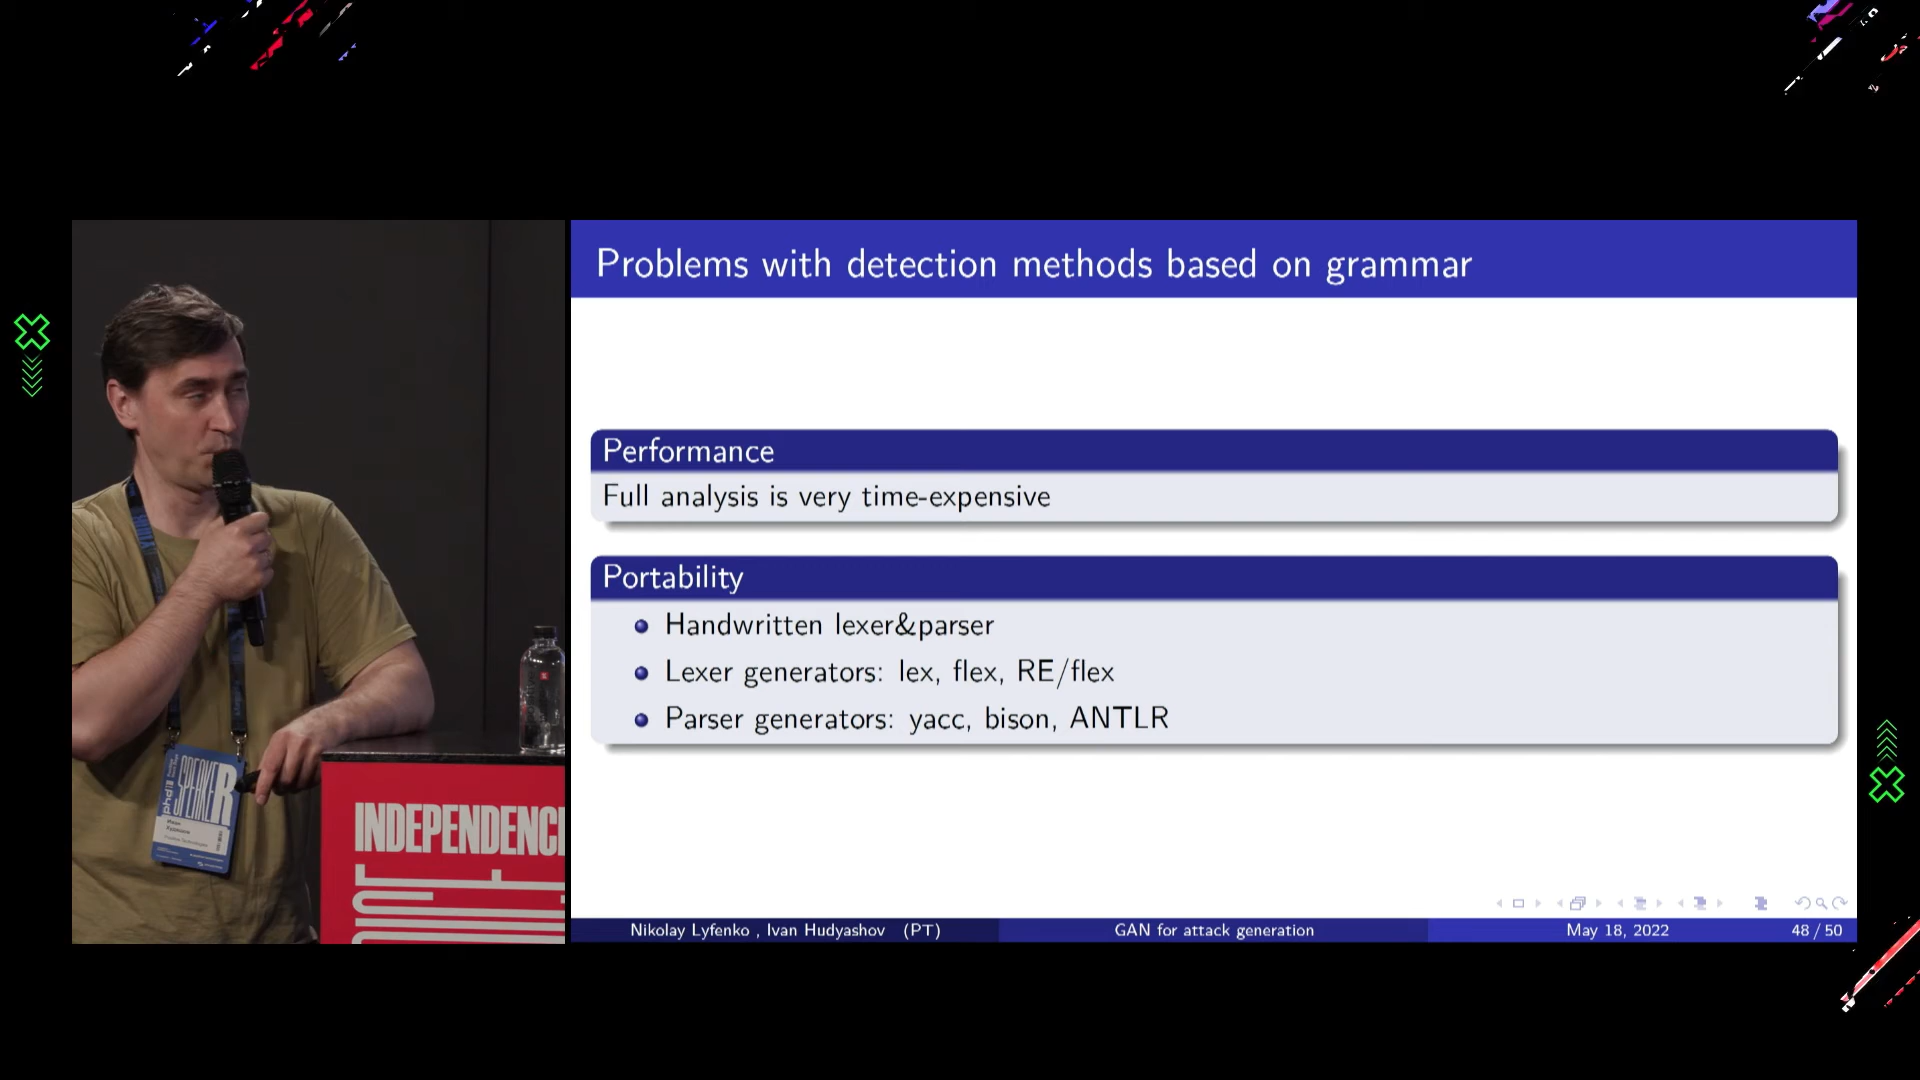 Problems with detection methods based on grammar
Performance
Full analysis is very time-expensive
Portability
Handwritten lexer&parser
Lexer generators: lex, flex, RE/flex
Parser generators: yacc, bison, ANTLR
Nikolay Lyfenko , Ivan Hudyashov (PT)
GAN for attack generation
May 18, 2022
48 / 50
SPEAKER
phd
INDEPENDENC